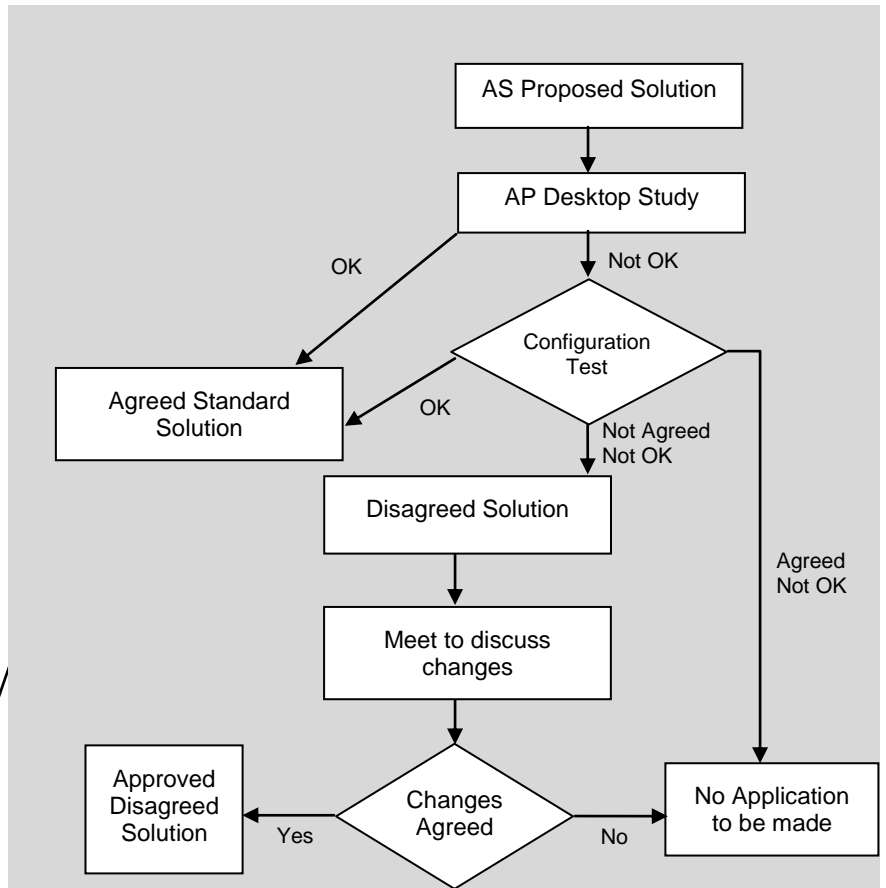 AS Proposed Solution
AP Desktop Study
OK
Not OK
Configuration
Test
Agreed Standard
Solution
OK
Not Agreed
Not OK
Disagreed Solution
Agreed
Not OK
Meet to discuss
changes
Approved
Disagreed
Solution
Yes
Changes
Agreed
No
No Application
to be made